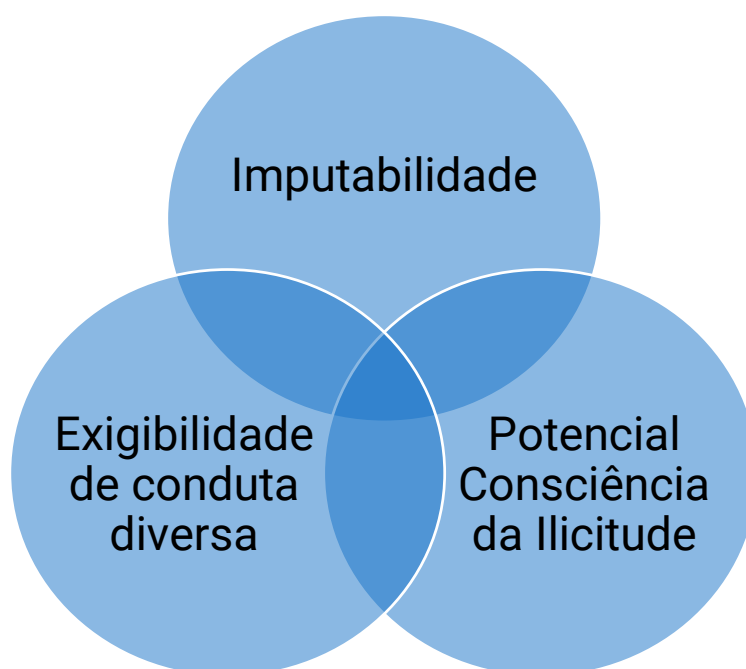 Imputabilidade
Exigibilidade
de conduta
diversa
Potencial
Consciência
da Ilicitude